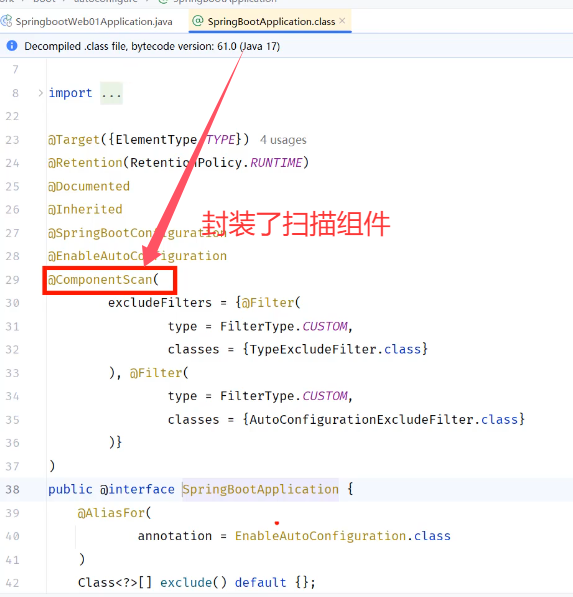 SpringbootWeb01Application.java
SpringBootApplication.class
Decompiled .class file, bytecode version: 61.0 (Java 17)
7
8 import ...
22
23 @Target({ElementType.TYPE}) 4 usages
24 @Retention(RetentionPolicy.RUNTIME)
25 @Documented
26 @Inherited
封装了扫描组件
27 @SpringBootConfiguration
28 @EnableAutoConfiguration
29 @ComponentScan(
30 excludeFilters = {@Filter(
31 type = FilterType.CUSTOM,
32 classes = {TypeExcludeFilter.class}
33 ), @Filter(
34 type = FilterType.CUSTOM,
35 classes = {AutoConfigurationExcludeFilter.class}
36 )}
37 )
38 public @interface SpringBootApplication {
39 @AliasFor(
40 annotation = EnableAutoConfiguration.class
41 )
42 Class<?>[] exclude() default {};